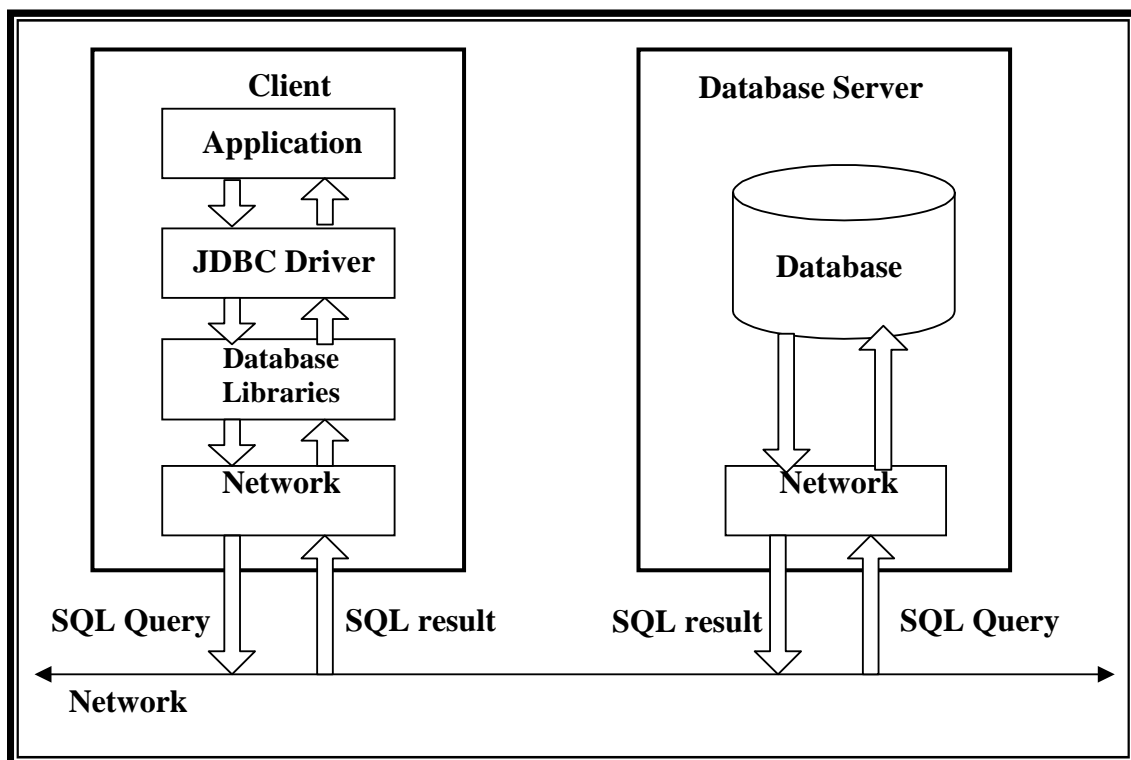 Client
Application
JDBC Driver
Database
Libraries
Network
SQL Query
SQL result
Database Server
Database
Network
SQL result
SQL Query
Network